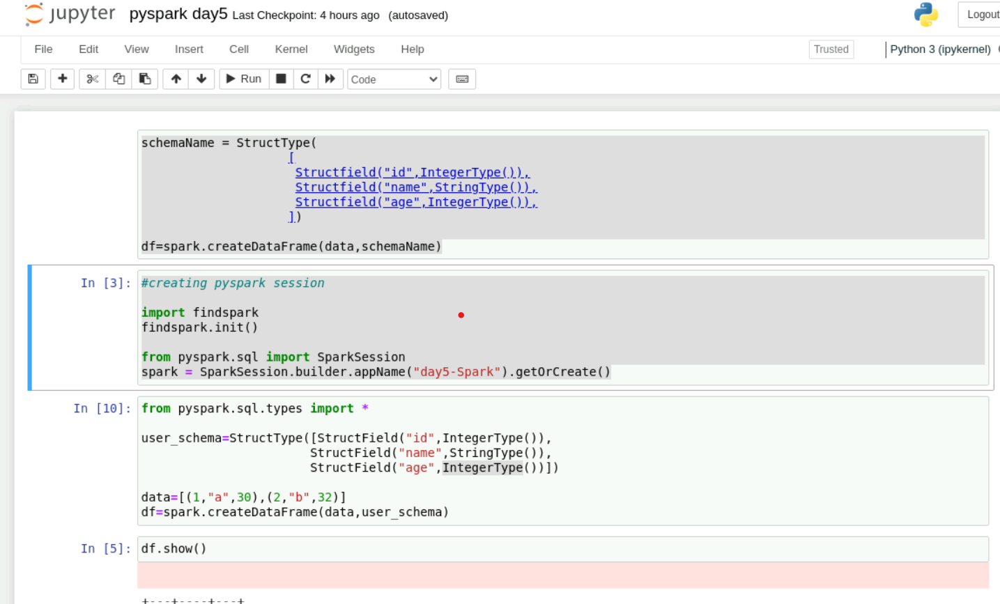 jupyter pyspark day5 Last Checkpoint: 4 hours ago (autosaved)
Logout
File Edit View Insert Cell Kernel Widgets Help
Trusted
Python 3 (ipykernel)
Run
Code
schemaName = StructType(
[
Structfield("id",IntegerType()),
Structfield("name",StringType()),
Structfield("age",IntegerType()),
])
df=spark.createDataFrame(data,schemaName)
In [3]: #creating pyspark session
import findspark
findspark.init()
from pyspark.sql import SparkSession
spark = SparkSession.builder.appName("day5-Spark").getOrCreate()
In [10]: from pyspark.sql.types import *
user_schema=StructType([StructField("id",IntegerType()),
StructField("name",StringType()),
StructField("age",IntegerType())])
data=[(1,"a",30),(2,"b",32)]
df=spark.createDataFrame(data,user_schema)
In [5]: df.show()
+---+----+---+